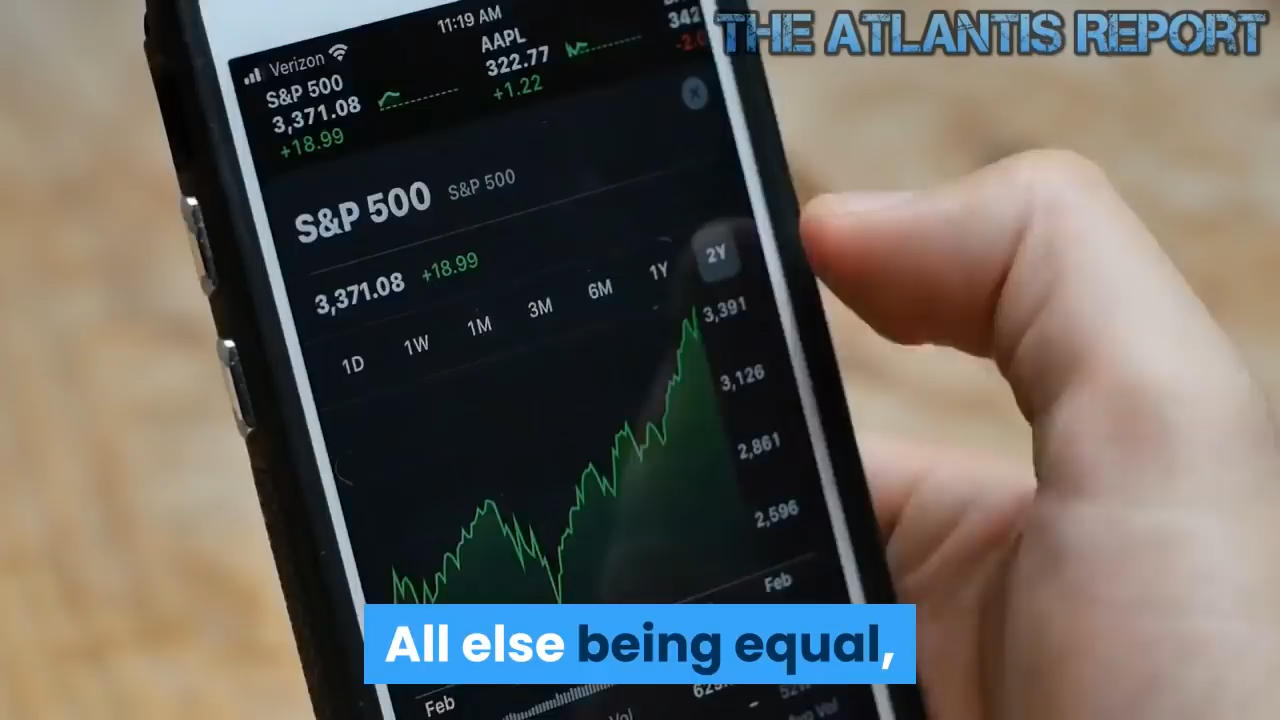 THE ATLANTIS REPORT
Verizon 11:19 AM
S&P 500
3,371.08
+18.99
AAPL
322.77
+1.22
342
S&P 500 S&P 500
3,371.08 +18.99
1D 1W 1M 3M 6M 1Y 2Y
3,391
3,126
2,861
2,596
Feb
All else being equal,
Feb
Vol